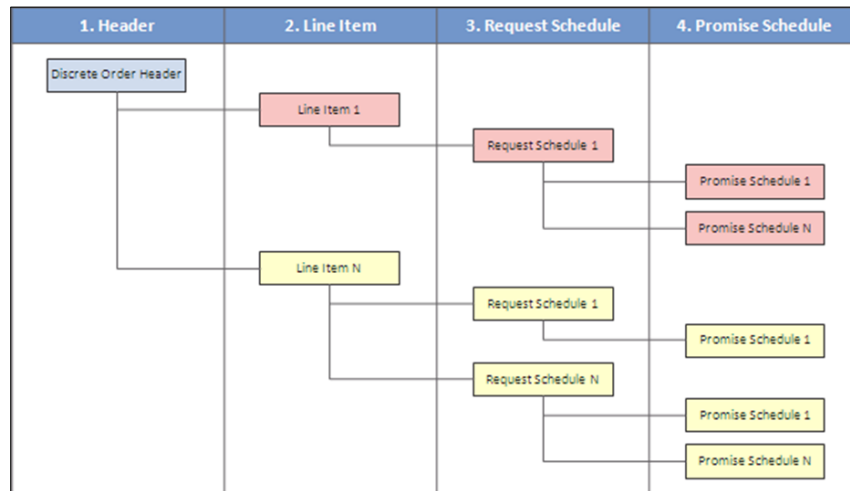 1. Header
2. Line Item
3. Request Schedule
4. Promise Schedule
Discrete Order Header
Line Item 1
Request Schedule 1
Promise Schedule 1
Promise Schedule N
Line Item N
Request Schedule 1
Promise Schedule 1
Request Schedule N
Promise Schedule 1
Promise Schedule N